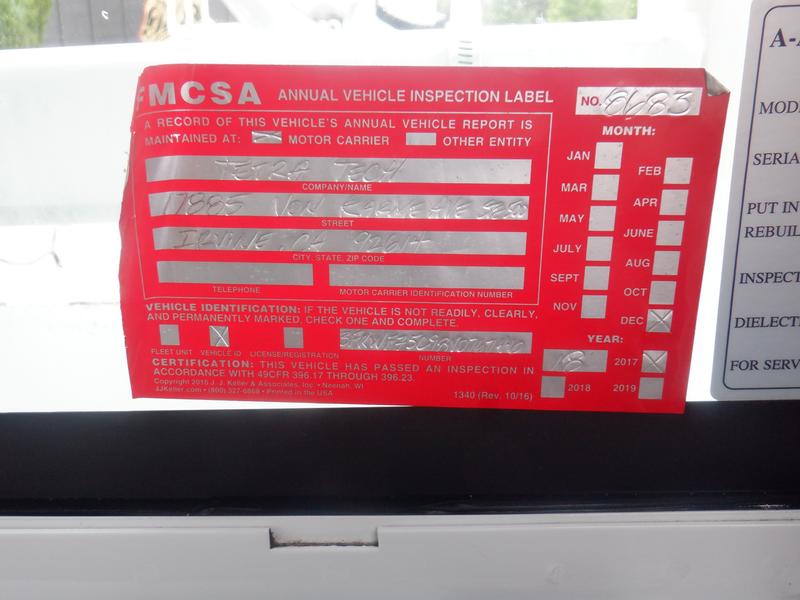 FMCSA ANNUAL VEHICLE INSPECTION LABEL NO. 8683
A RECORD OF THIS VEHICLE'S ANNUAL VEHICLE REPORT IS
MAINTAINED AT: MOTOR CARRIER OTHER ENTITY
TETRA TECH
COMPANY/NAME
17885 VON
STREET
IRVINE, CA 92614
CITY, STATE, ZIP CODE
TELEPHONE MOTOR CARRIER IDENTIFICATION NUMBER
VEHICLE IDENTIFICATION: IF THE VEHICLE IS NOT READILY, CLEARLY,
AND PERMANENTLY MARKED, CHECK ONE AND COMPLETE.
FLEET UNIT VEHICLE ID LICENSE/REGISTRATION NUMBER
CERTIFICATION: THIS VEHICLE HAS PASSED AN INSPECTION IN
ACCORDANCE WITH 49CFR 396.17 THROUGH 396.23.
Copyright 2016 J. J. Keller & Associates, Inc. • Neenah, WI
JJKeller.com • (800) 327-6868 • Printed in the USA 1340 (Rev. 10/16)
MONTH:
JAN FEB
MAR APR
MAY JUNE
JULY AUG
SEPT OCT
NOV DEC
YEAR:
18 2017
2018 2019
A-
MODE
SERIA
PUT IN
REBUIL
INSPECT
DIELECT
FOR SERV